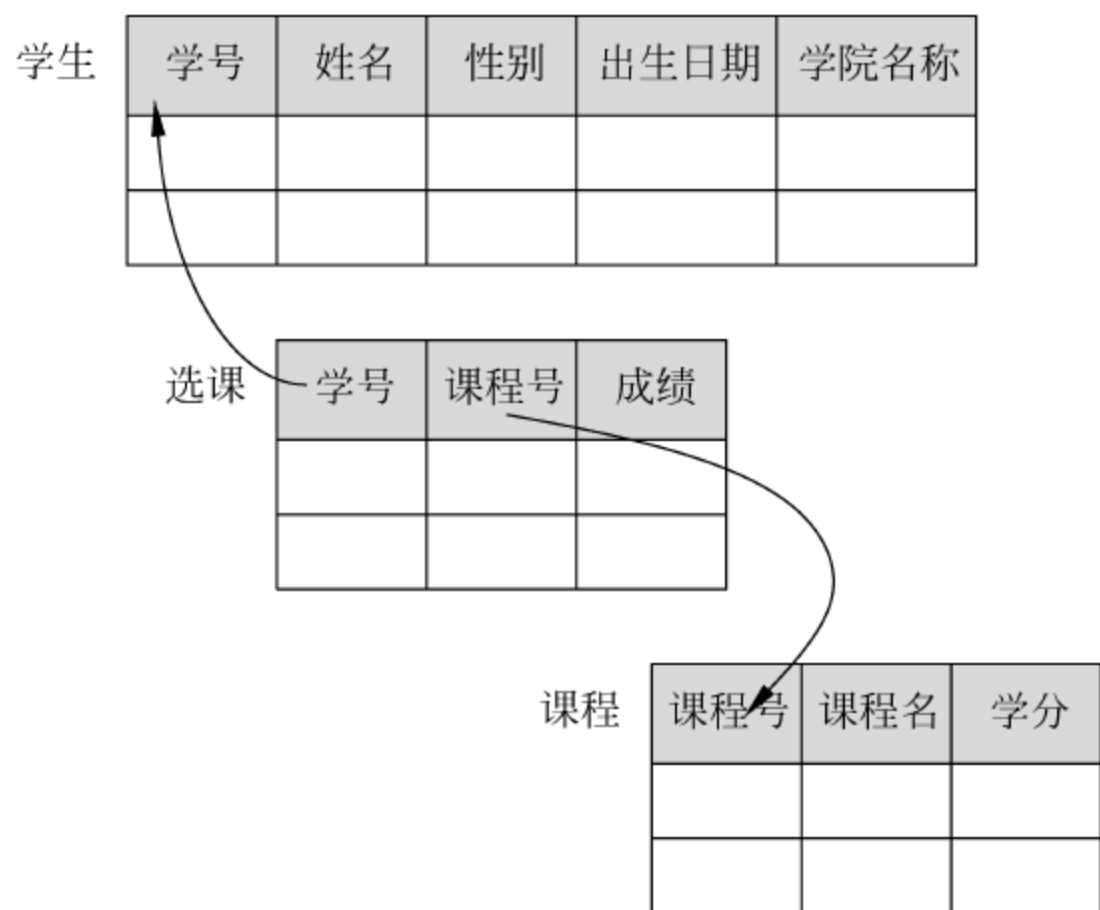 学生 学号 姓名 性别 出生日期 学院名称
选课 学号 课程号 成绩
课程 课程号 课程名 学分